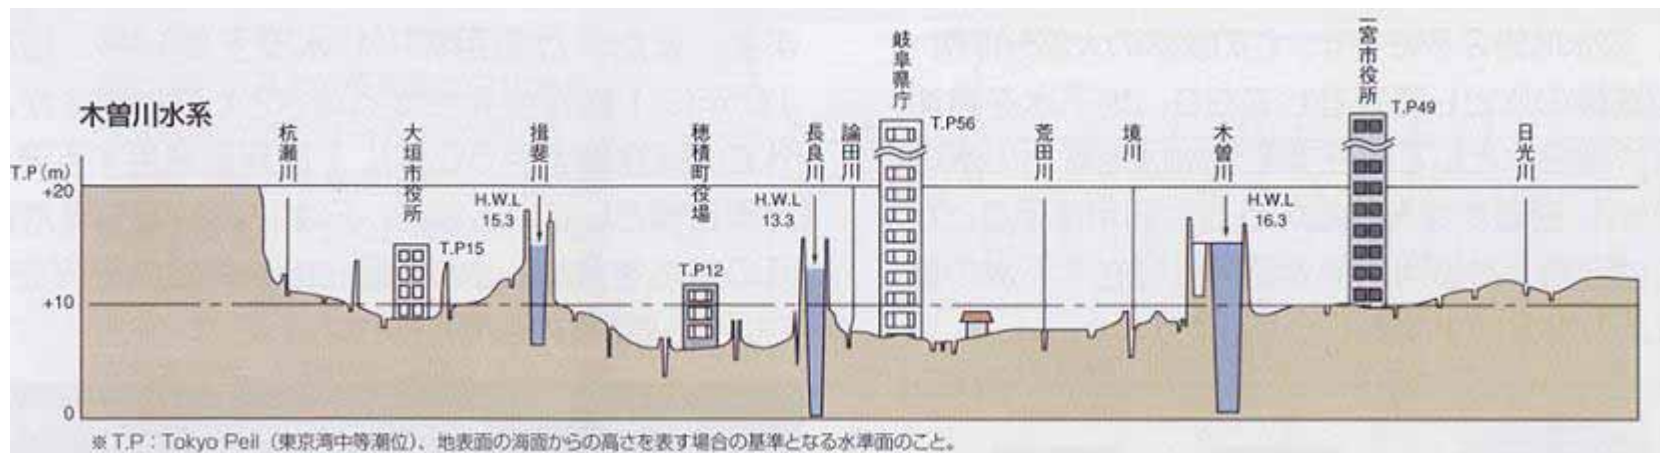 木曽川水系
T.P(m)
+20
+10
0
杭瀬川
大垣市役所
T.P15
揖斐川
H.W.L
15.3
穂積町役場
T.P12
長良川
H.W.L
13.3
論田川
岐阜県庁
T.P56
荒田川
境川
木曽川
H.W.L
16.3
一宮市役所
T.P49
日光川
※T.P：Tokyo Peil（東京湾中等潮位）、地表面の海面からの高さを表す場合の基準となる水準面のこと。